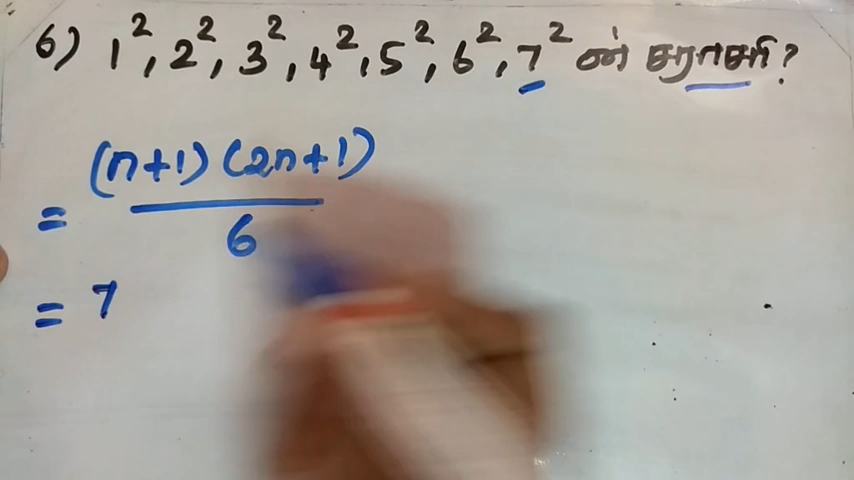 6) 1², 2², 3², 4², 5², 6², 7² ன் சராசரி?
= (n+1)(2n+1)
6
= 7